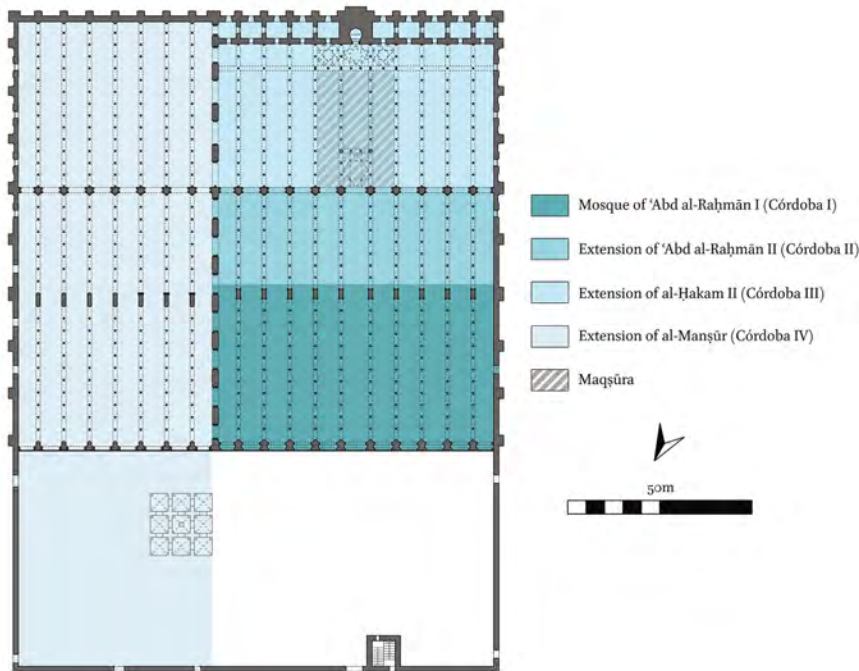 Mosque of ʿAbd al-Raḥmān I (Córdoba I)
Extension of ʿAbd al-Raḥmān II (Córdoba II)
Extension of al-Ḥakam II (Córdoba III)
Extension of al-Manṣūr (Córdoba IV)
Maqṣūra
50m